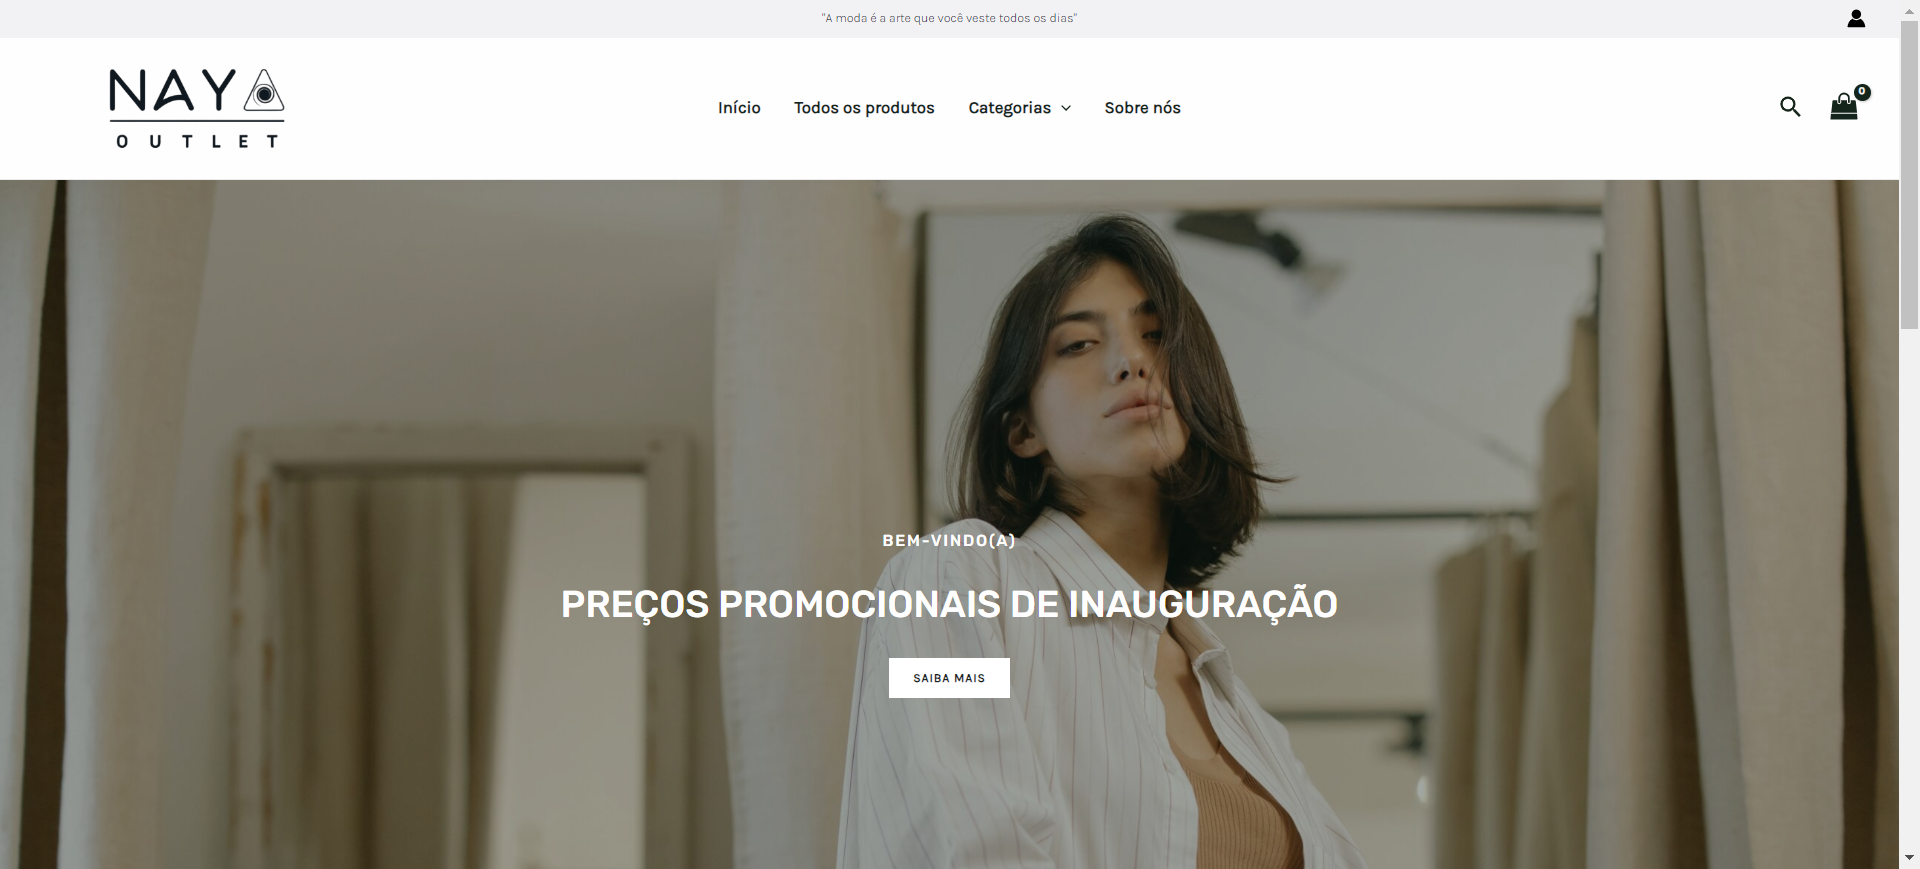 "A moda é a arte que você veste todos os dias"
NAYA
OUTLET
Início
Todos os produtos
Categorias
Sobre nós
0
BEM-VINDO(A)
PREÇOS PROMOCIONAIS DE INAUGURAÇÃO
SAIBA MAIS